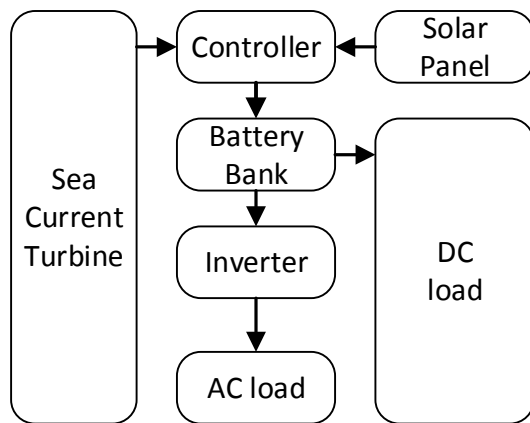 Controller
Solar
Panel
Battery
Bank
Sea
Current
Turbine
Inverter
DC
load
AC load